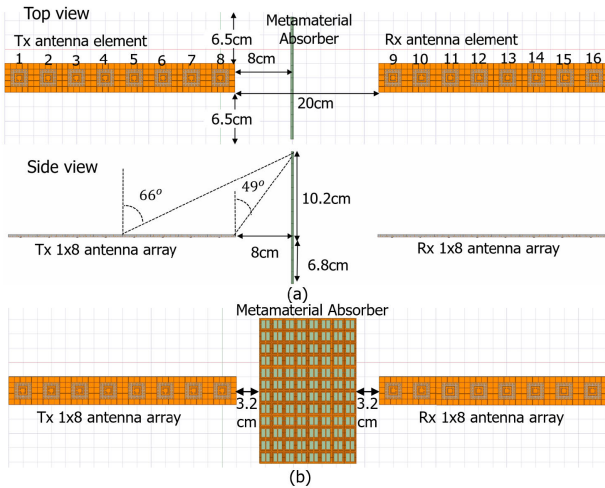 Top view
Metamaterial
Absorber
Tx antenna element
Rx antenna element
6.5cm
8cm
1 2 3 4 5 6 7 8
9 10 11 12 13 14 15 16
20cm
6.5cm
Side view
66°
49°
10.2cm
Tx 1x8 antenna array
8cm
Rx 1x8 antenna array
6.8cm
(a)
Metamaterial Absorber
3.2
cm
3.2
cm
Tx 1x8 antenna array
Rx 1x8 antenna array
(b)